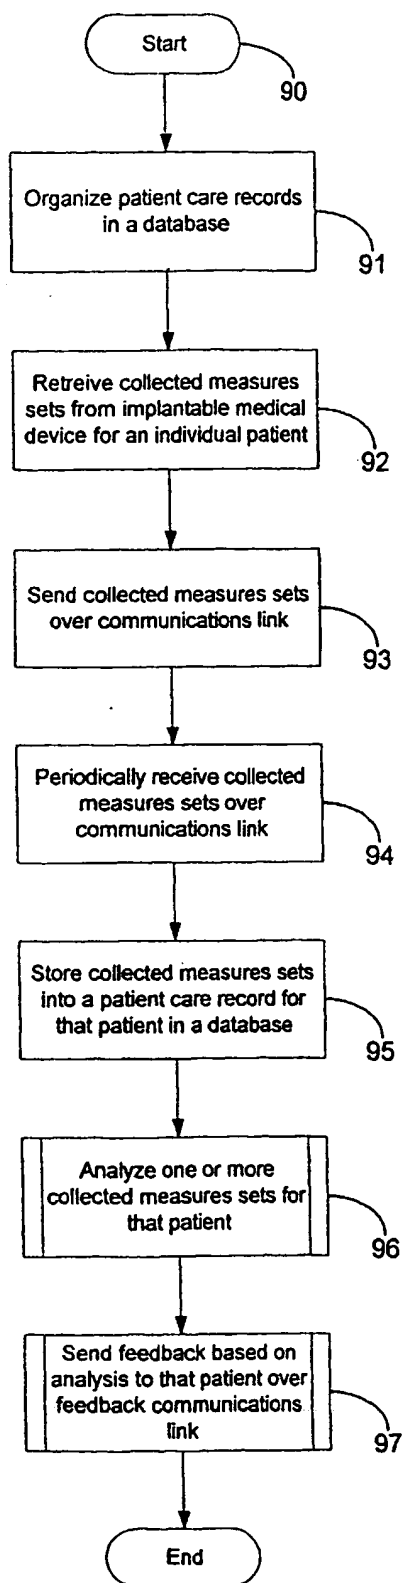 Start
90
Organize patient care records
in a database
91
Retreive collected measures
sets from implantable medical
device for an individual patient
92
Send collected measures sets
over communications link
93
Periodically receive collected
measures sets over
communications link
94
Store collected measures sets
into a patient care record for
that patient in a database
95
Analyze one or more
collected measures sets for
that patient
96
Send feedback based on
analysis to that patient over
feedback communications
link
97
End